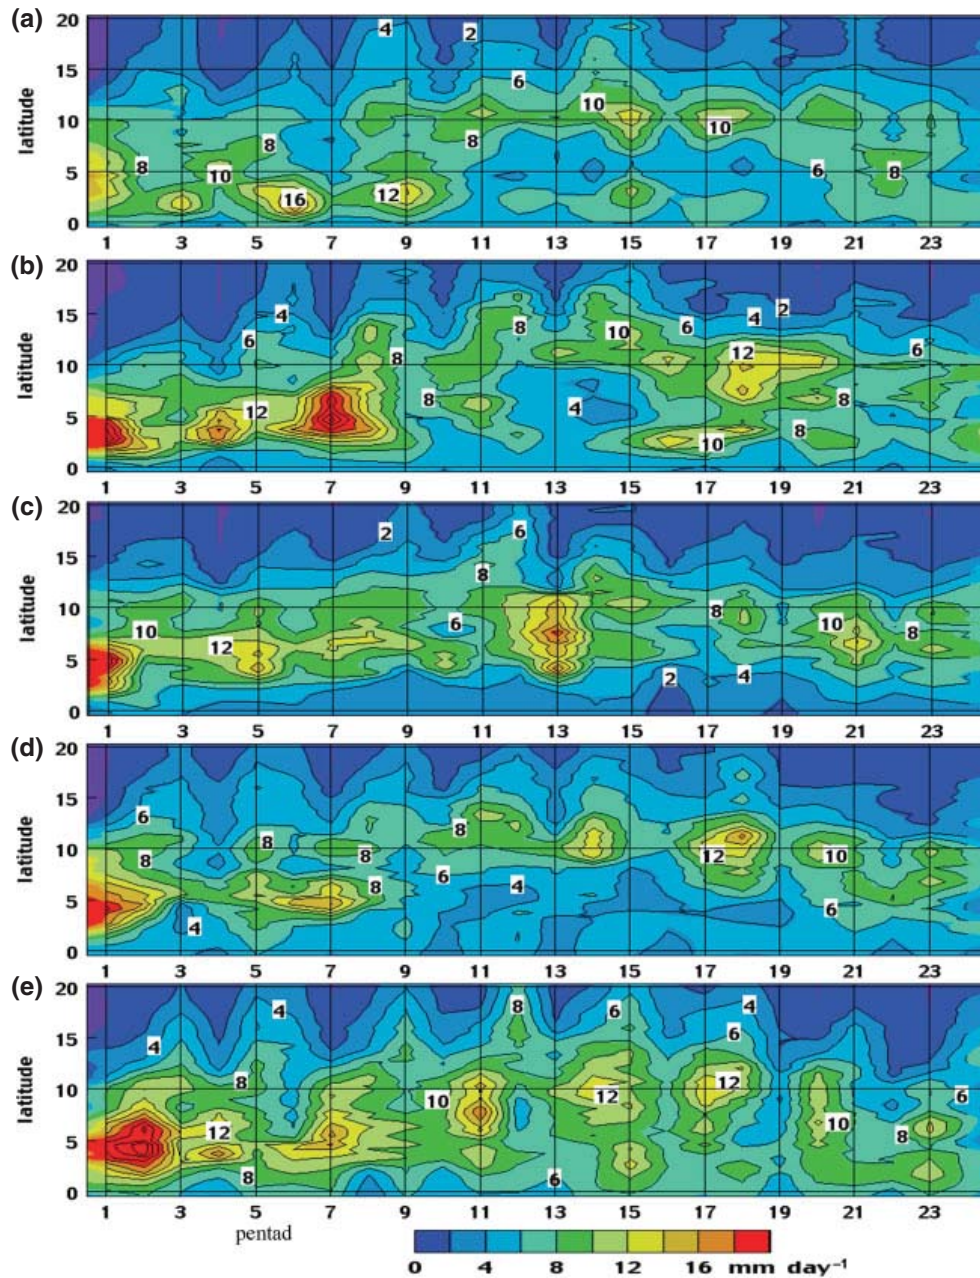 (a)
20
15
10
5
0
latitude
4 2
6
10
8 8 10
8 10 6 8
16 12
1 3 5 7 9 11 13 15 17 19 21 23
(b)
20
15
10
5
0
latitude
4 4 2
6 8 10 6
8 12 6
12 8 4 8
10 8
1 3 5 7 9 11 13 15 17 19 21 23
(c)
20
15
10
5
0
latitude
2 6
8
10 6 8 10 8
12
2 4
1 3 5 7 9 11 13 15 17 19 21 23
(d)
20
15
10
5
0
latitude
6
8 8 8 8 12 10
8 6 4
4 6
1 3 5 7 9 11 13 15 17 19 21 23
(e)
20
15
10
5
0
latitude
4 8 6 4
4 6
8 12 12 6
10
12 10 8
8 6
1 3 5 7 9 11 13 15 17 19 21 23
pentad
0 4 8 12 16 mm day⁻¹